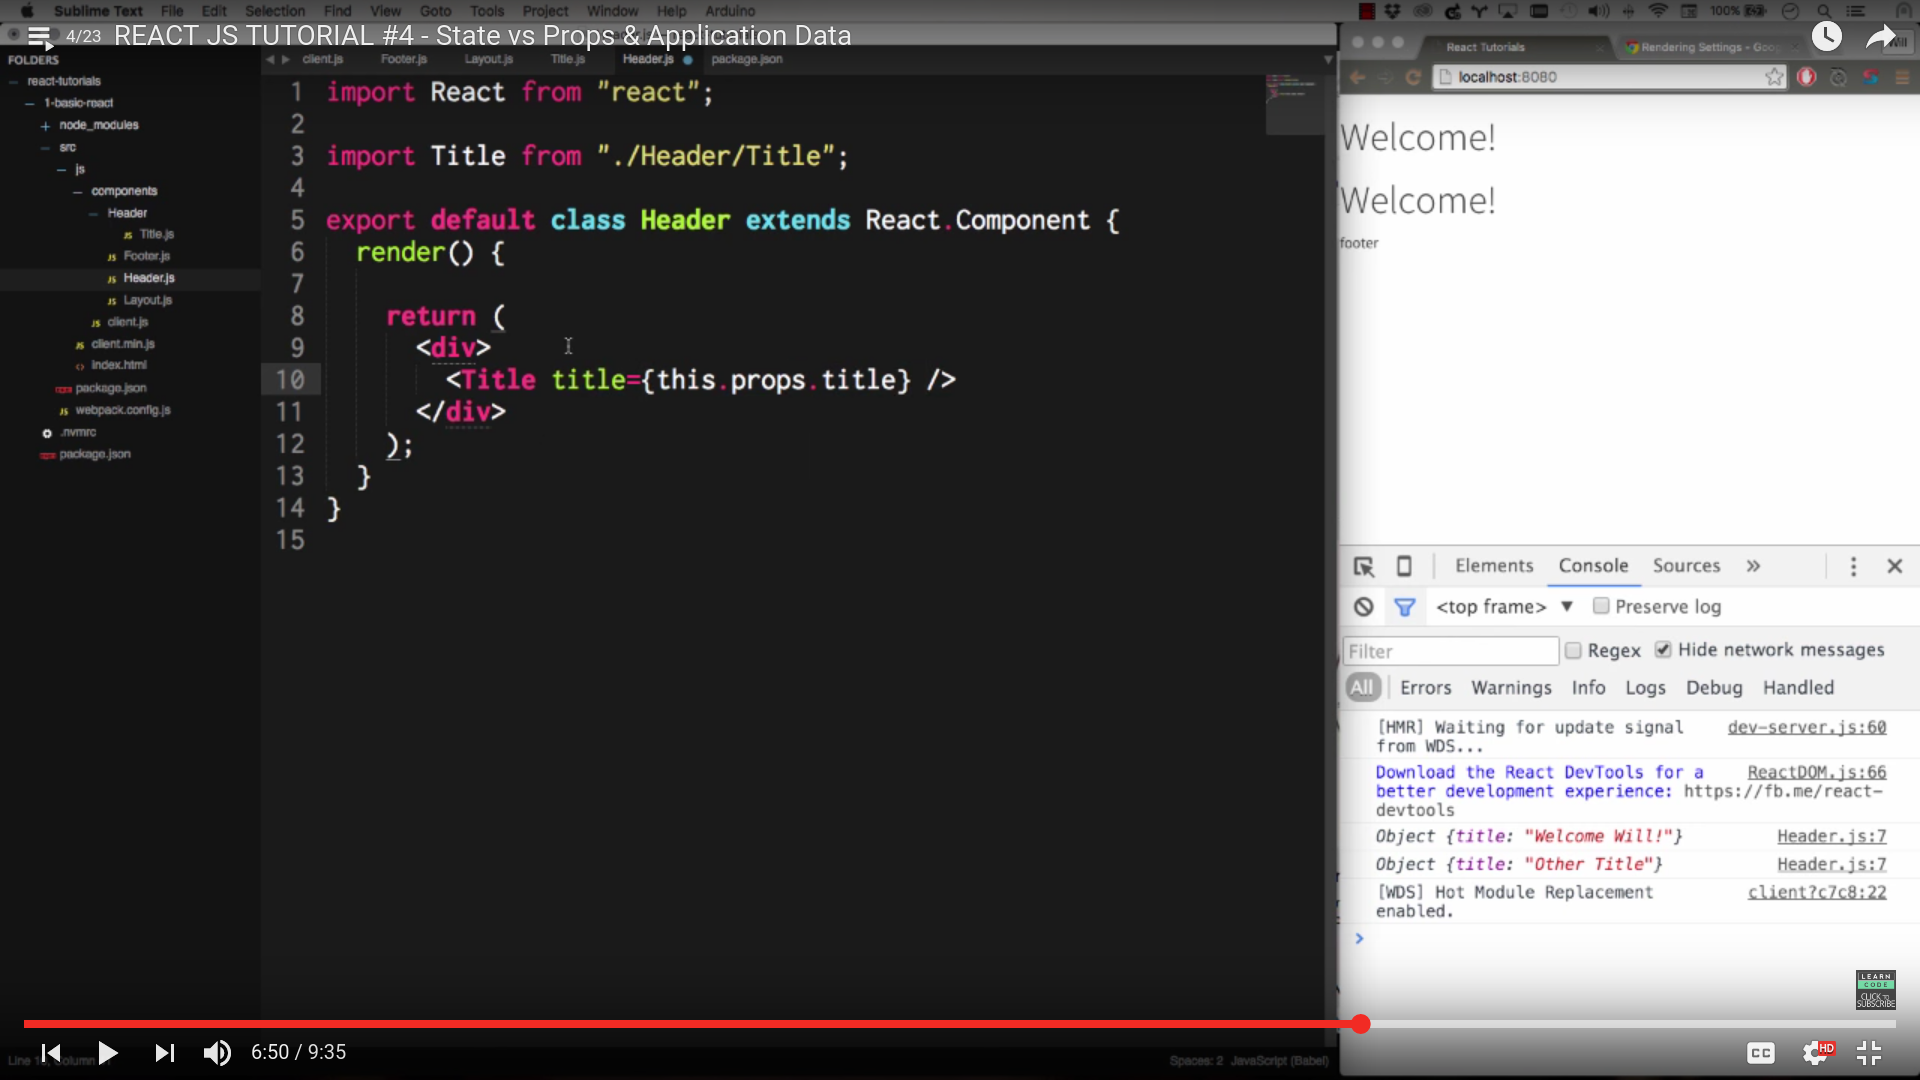 Sublime Text File Edit Selection Find View Goto Tools Project Window Help Arduino 100%
4/23 REACT JS TUTORIAL #4 - State vs Props & Application Data
FOLDERS
react-tutorials
1-basic-react
node_modules
src
js
components
Header
Title.js
Footer.js
Header.js
Layout.js
client.js
client.min.js
index.html
package.json
webpack.config.js
.nvmrc
package.json
client.js Footer.js Layout.js Title.js Header.js package.json
1 import React from "react";
2
3 import Title from "./Header/Title";
4
5 export default class Header extends React.Component {
6 render() {
7
8 return (
9 <div>
10 <Title title={this.props.title} />
11 </div>
12 );
13 }
14 }
15
React Tutorials Rendering Settings - Goo
localhost:8080
Welcome!
Welcome!
footer
Elements Console Sources »
<top frame> ▼ Preserve log
Filter Regex Hide network messages
All Errors Warnings Info Logs Debug Handled
[HMR] Waiting for update signal dev-server.js:60
from WDS...
Download the React DevTools for a ReactDOM.js:66
better development experience: https://fb.me/react-
devtools
Object {title: "Welcome Will!"} Header.js:7
Object {title: "Other Title"} Header.js:7
[WDS] Hot Module Replacement client?c7c8:22
enabled.
LEARN
CODE
CLICK TO
SUBSCRIBE
6:50 / 9:35
CC HD
Spaces: 2 JavaScript (Babel)